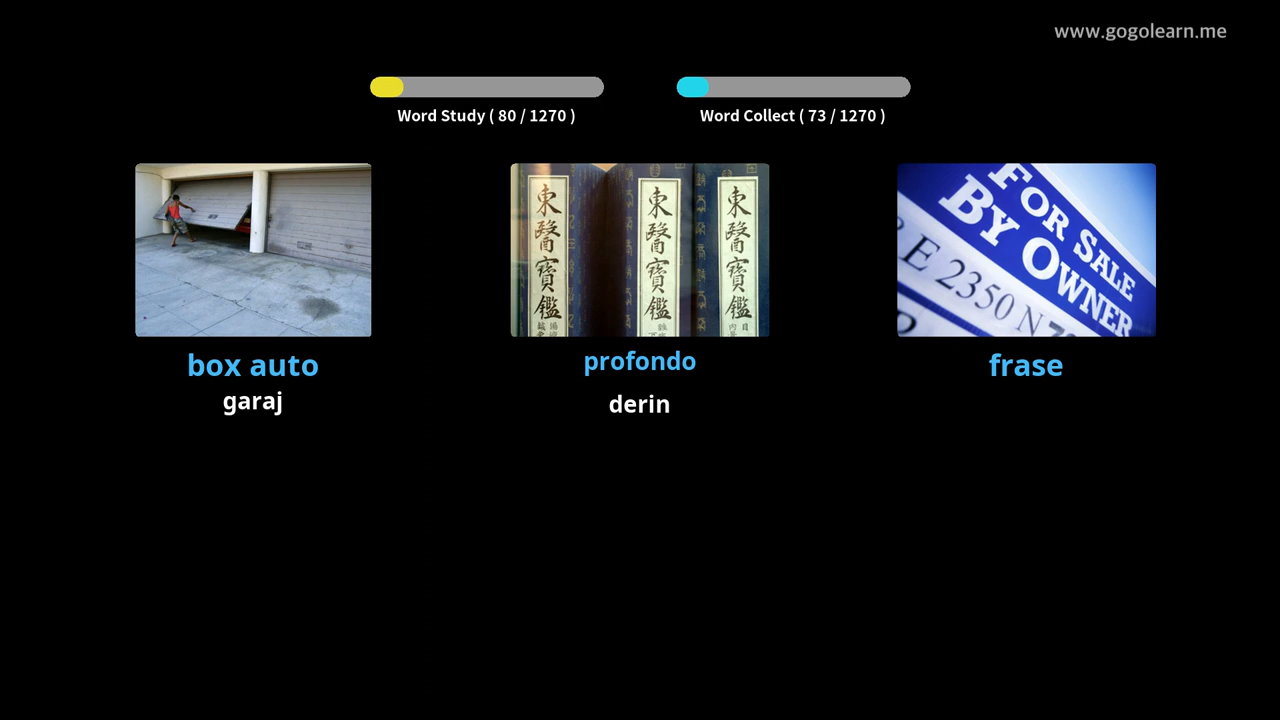 www.gogolearn.me
Word Study ( 80 / 1270 )
Word Collect ( 73 / 1270 )
東醫寶鑑
東醫寶鑑
東醫寶鑑
FOR SALE
BY OWNER
E 2350 N
box auto
garaj
profondo
derin
frase